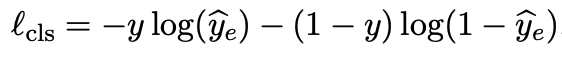 ℓ_cls = −y log(ŷ_e) − (1 − y) log(1 − ŷ_e)